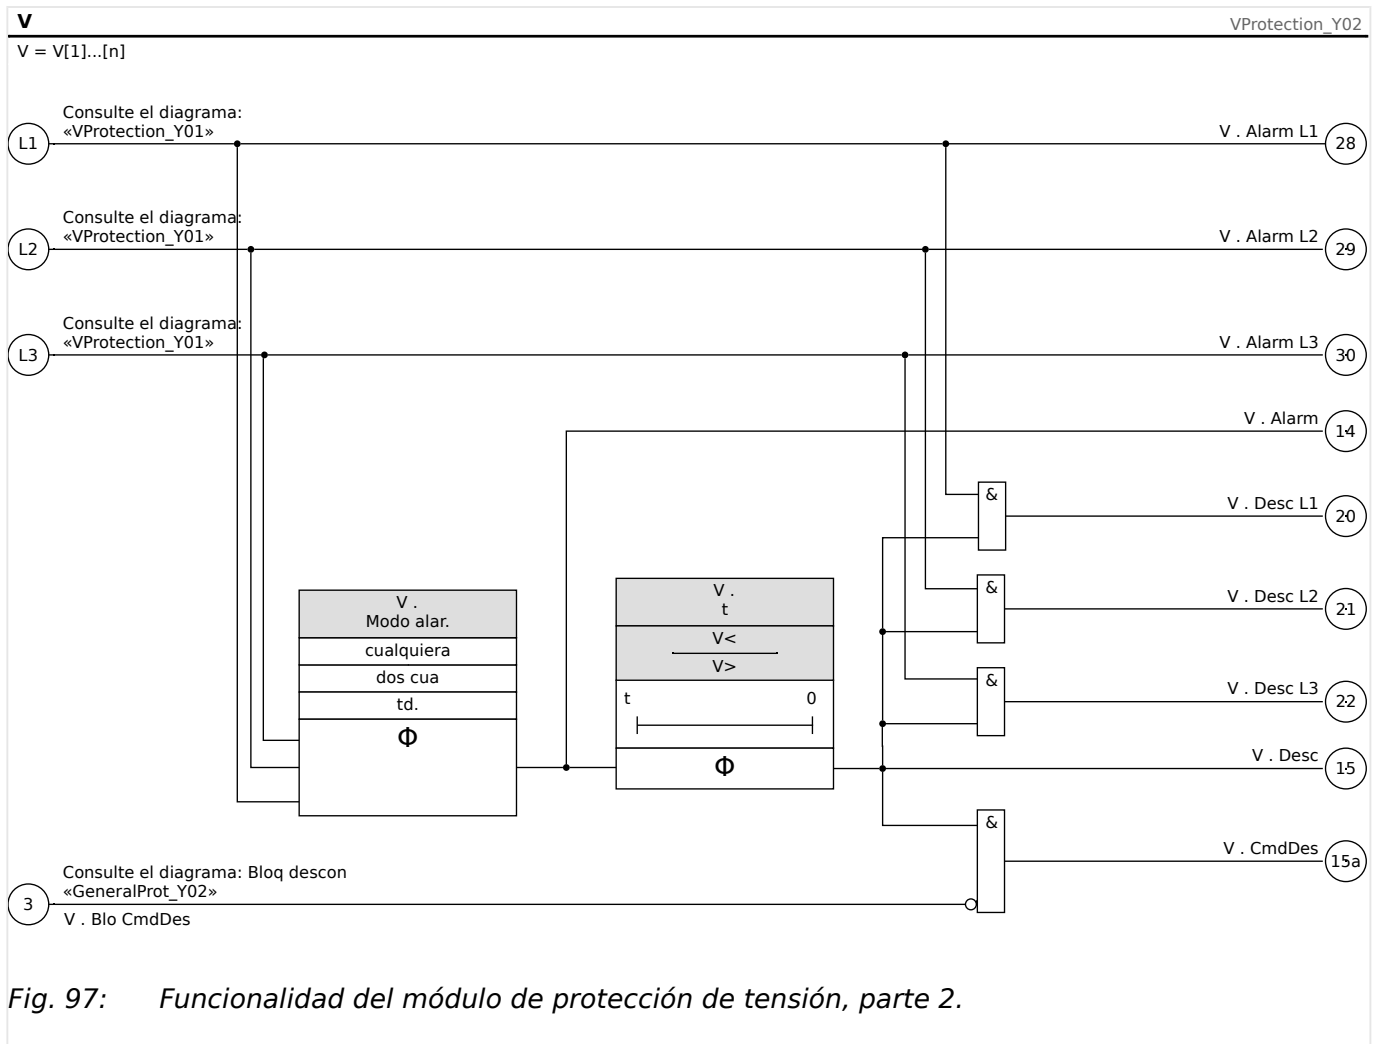 V
VProtection_Y02
V = V[1]...[n]
Consulte el diagrama:
«VProtection_Y01»
L1
V . Alarm L1
28
Consulte el diagrama:
«VProtection_Y01»
L2
V . Alarm L2
29
Consulte el diagrama:
«VProtection_Y01»
L3
V . Alarm L3
30
V . Alarm
14
&
V . Desc L1
20
&
V . Desc L2
21
&
V . Desc L3
22
V .
Modo alar.
cualquiera
dos cua
td.
Φ
V .
t
V<
V>
t 0
Φ
V . Desc
15
&
V . CmdDes
15a
Consulte el diagrama: Bloq descon
«GeneralProt_Y02»
3
V . Blo CmdDes
Fig. 97: Funcionalidad del módulo de protección de tensión, parte 2.